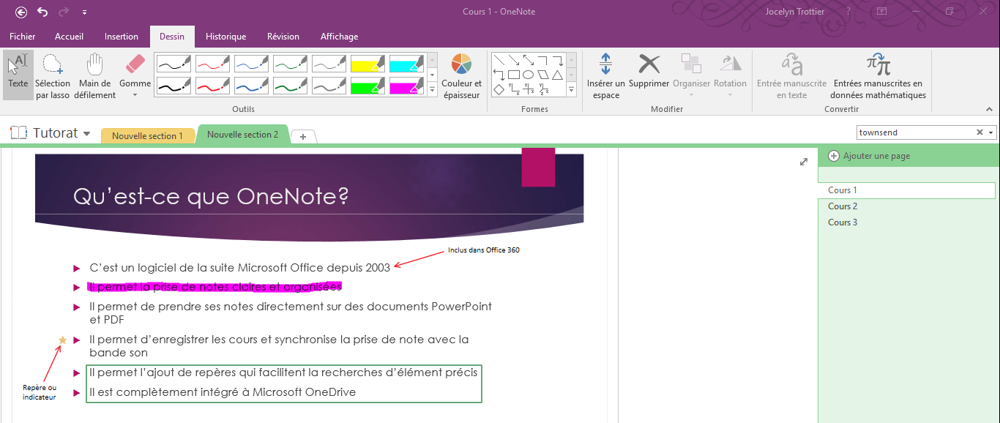 Cours 1 - OneNote
Jocelyn Trottier
?
Fichier
Accueil
Insertion
Dessin
Historique
Révision
Affichage
Texte
Sélection
par lasso
Main de
défilement
Gomme
Couleur et
épaisseur
Insérer un
espace
Supprimer
Organiser
Rotation
Entrée manuscrite
en texte
Entrées manuscrites en
données mathématiques
Outils
Formes
Modifier
Convertir
Tutorat
Nouvelle section 1
Nouvelle section 2
townsend
Ajouter une page
Cours 1
Cours 2
Cours 3
Qu’est-ce que OneNote?
Inclus dans Office 360
C’est un logiciel de la suite Microsoft Office depuis 2003
Il permet la prise de notes claires et organisées
Il permet de prendre ses notes directement sur des documents PowerPoint
et PDF
Il permet d’enregistrer les cours et synchronise la prise de note avec la
bande son
Il permet l’ajout de repères qui facilitent la recherches d’élément précis
Il est complètement intégré à Microsoft OneDrive
Repère ou
indicateur